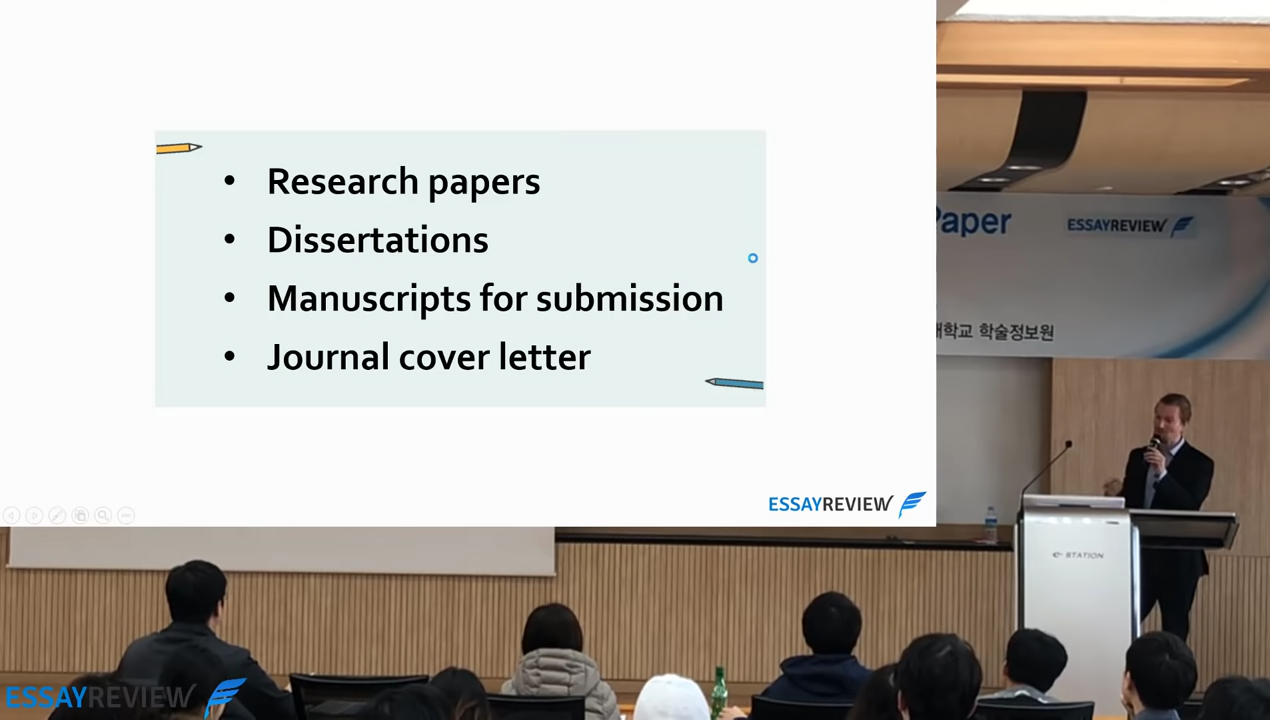 Research papers
Dissertations
Manuscripts for submission
Journal cover letter
ESSAYREVIEW
Paper
ESSAYREVIEW
대학교 학술정보원
STATION
ESSAYREVIEW